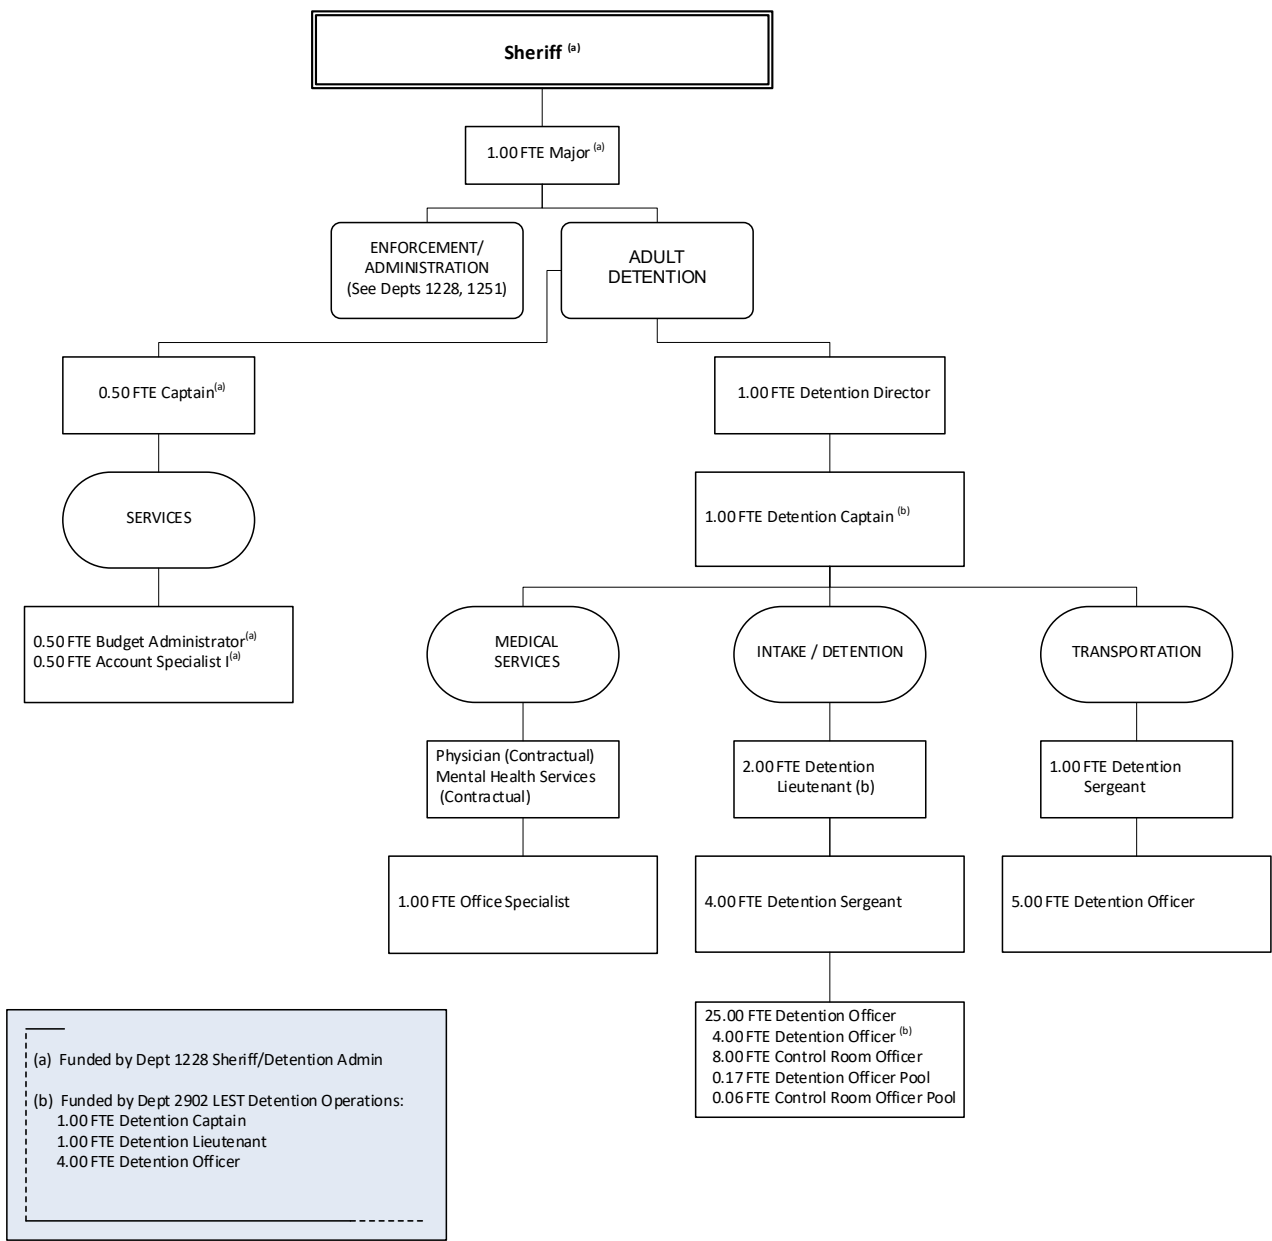 Sheriff (a)
1.00 FTE Major (a)
ENFORCEMENT/
ADMINISTRATION
(See Depts 1228, 1251)
ADULT
DETENTION
0.50 FTE Captain(a)
1.00 FTE Detention Director
SERVICES
1.00 FTE Detention Captain (b)
0.50 FTE Budget Administrator(a)
0.50 FTE Account Specialist I(a)
MEDICAL
SERVICES
INTAKE / DETENTION
TRANSPORTATION
Physician (Contractual)
Mental Health Services
(Contractual)
2.00 FTE Detention
Lieutenant (b)
1.00 FTE Detention
Sergeant
1.00 FTE Office Specialist
4.00 FTE Detention Sergeant
5.00 FTE Detention Officer
25.00 FTE Detention Officer
4.00 FTE Detention Officer (b)
8.00 FTE Control Room Officer
0.17 FTE Detention Officer Pool
0.06 FTE Control Room Officer Pool
(a) Funded by Dept 1228 Sheriff/Detention Admin
(b) Funded by Dept 2902 LEST Detention Operations:
1.00 FTE Detention Captain
1.00 FTE Detention Lieutenant
4.00 FTE Detention Officer